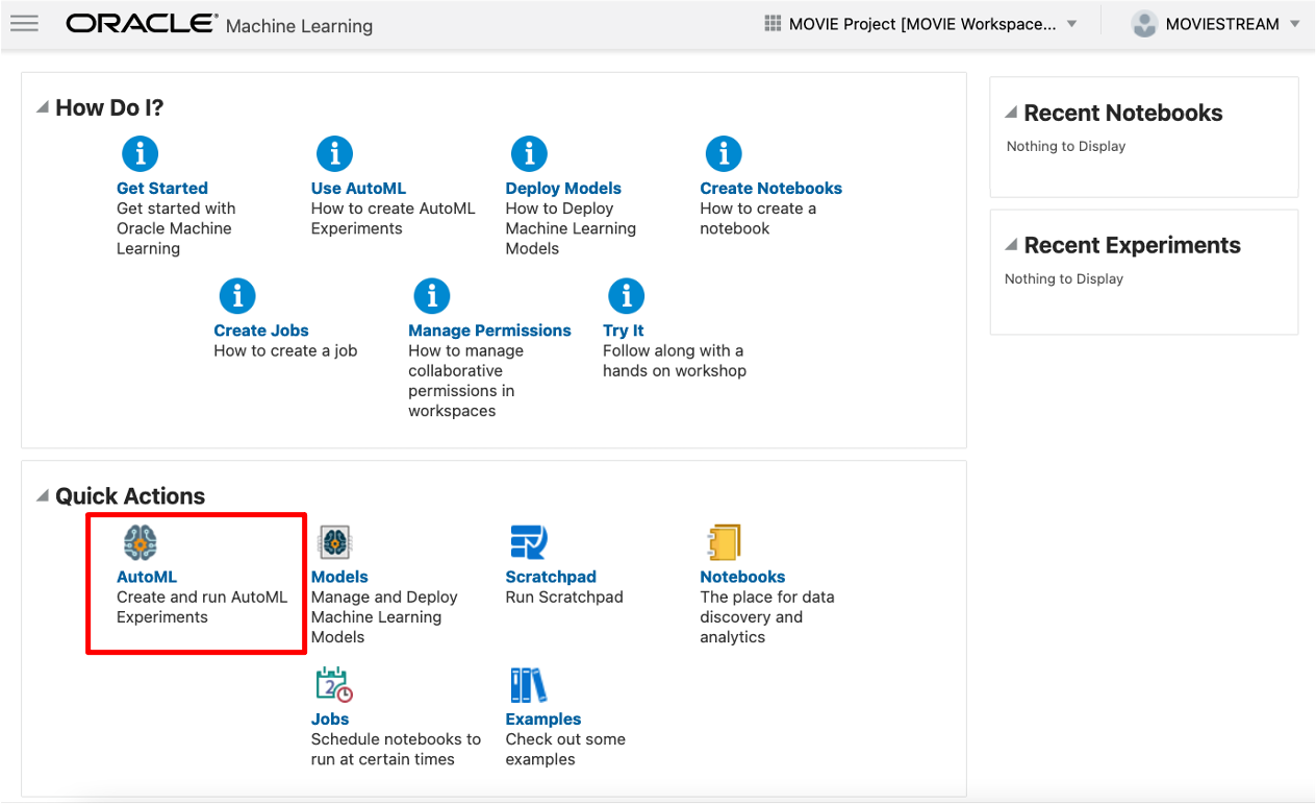 ORACLE® Machine Learning
MOVIE Project [MOVIE Workspace...
MOVIESTREAM
How Do I?
Get Started
Get started with
Oracle Machine
Learning
Use AutoML
How to create AutoML
Experiments
Deploy Models
How to Deploy
Machine Learning
Models
Create Notebooks
How to create a
notebook
Create Jobs
How to create a job
Manage Permissions
How to manage
collaborative
permissions in
workspaces
Try It
Follow along with a
hands on workshop
Quick Actions
AutoML
Create and run AutoML
Experiments
Models
Manage and Deploy
Machine Learning
Models
Scratchpad
Run Scratchpad
Notebooks
The place for data
discovery and
analytics
2
Jobs
Schedule notebooks to
run at certain times
Examples
Check out some
examples
Recent Notebooks
Nothing to Display
Recent Experiments
Nothing to Display